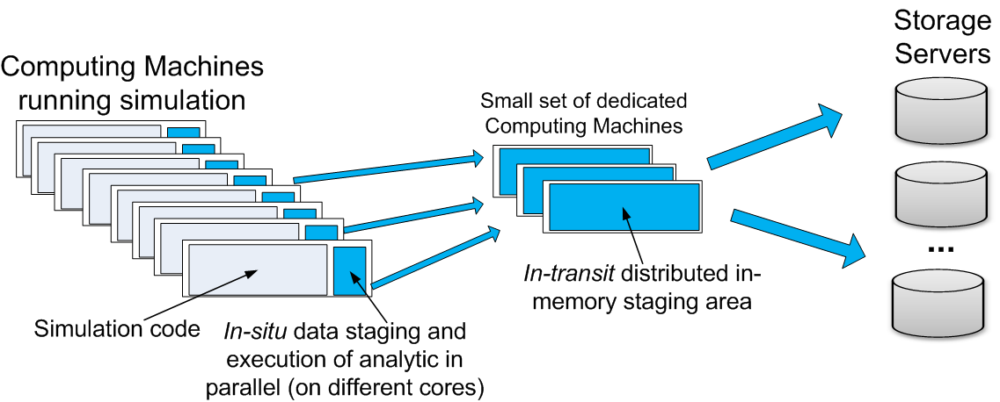 Computing Machines
running simulation
Small set of dedicated
Computing Machines
Storage
Servers
...
In-transit distributed in-
memory staging area
Simulation code
In-situ data staging and
execution of analytic in
parallel (on different cores)